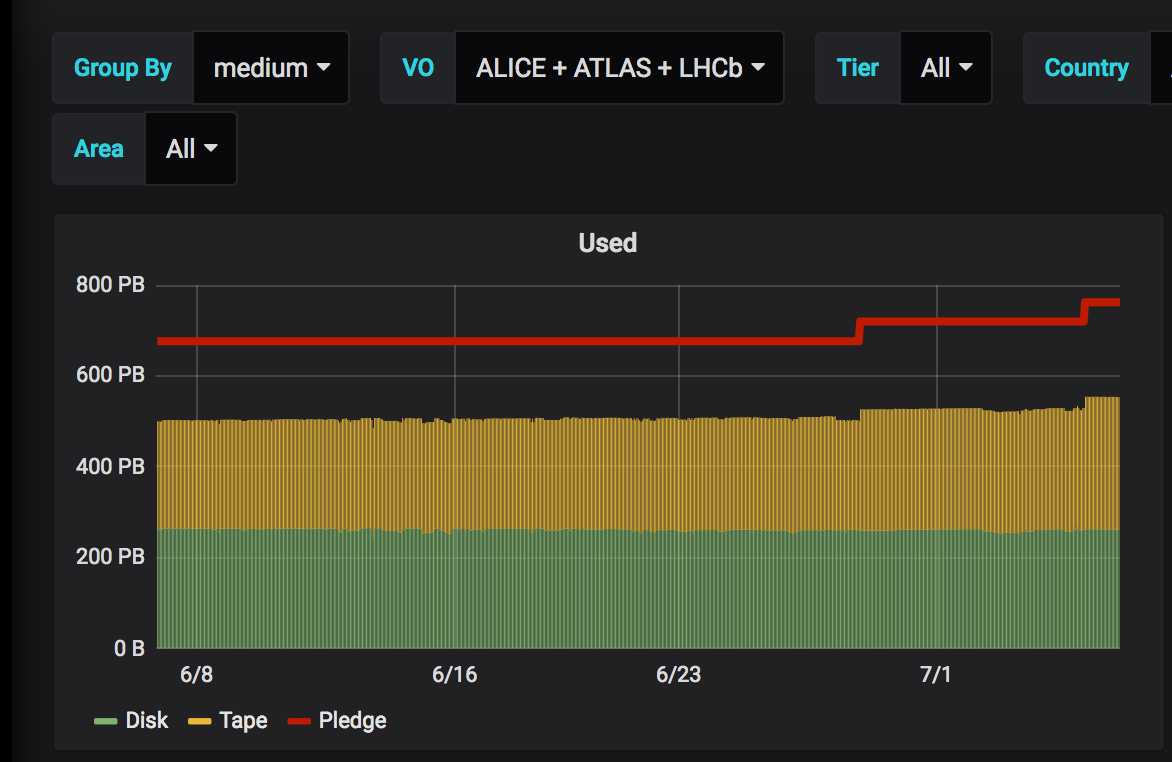 Group By medium VO ALICE + ATLAS + LHCb Tier All Country
Area All
Used
800 PB
600 PB
400 PB
200 PB
0 B
6/8 6/16 6/23 7/1
Disk Tape Pledge